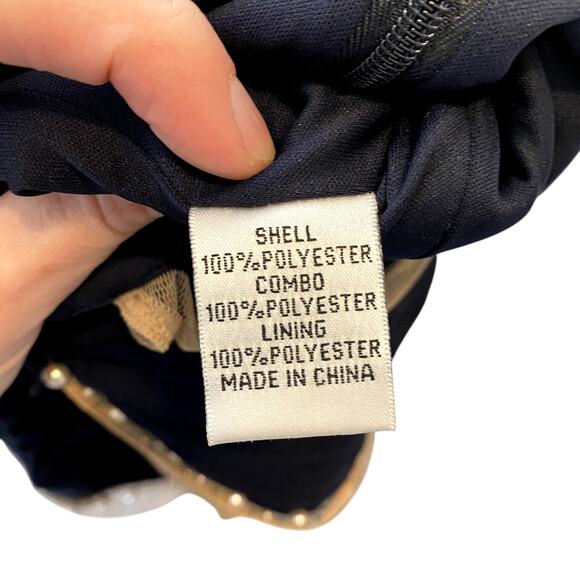 SHELL
100%POLYESTER
COMBO
100%POLYESTER
LINING
100%POLYESTER
MADE IN CHINA